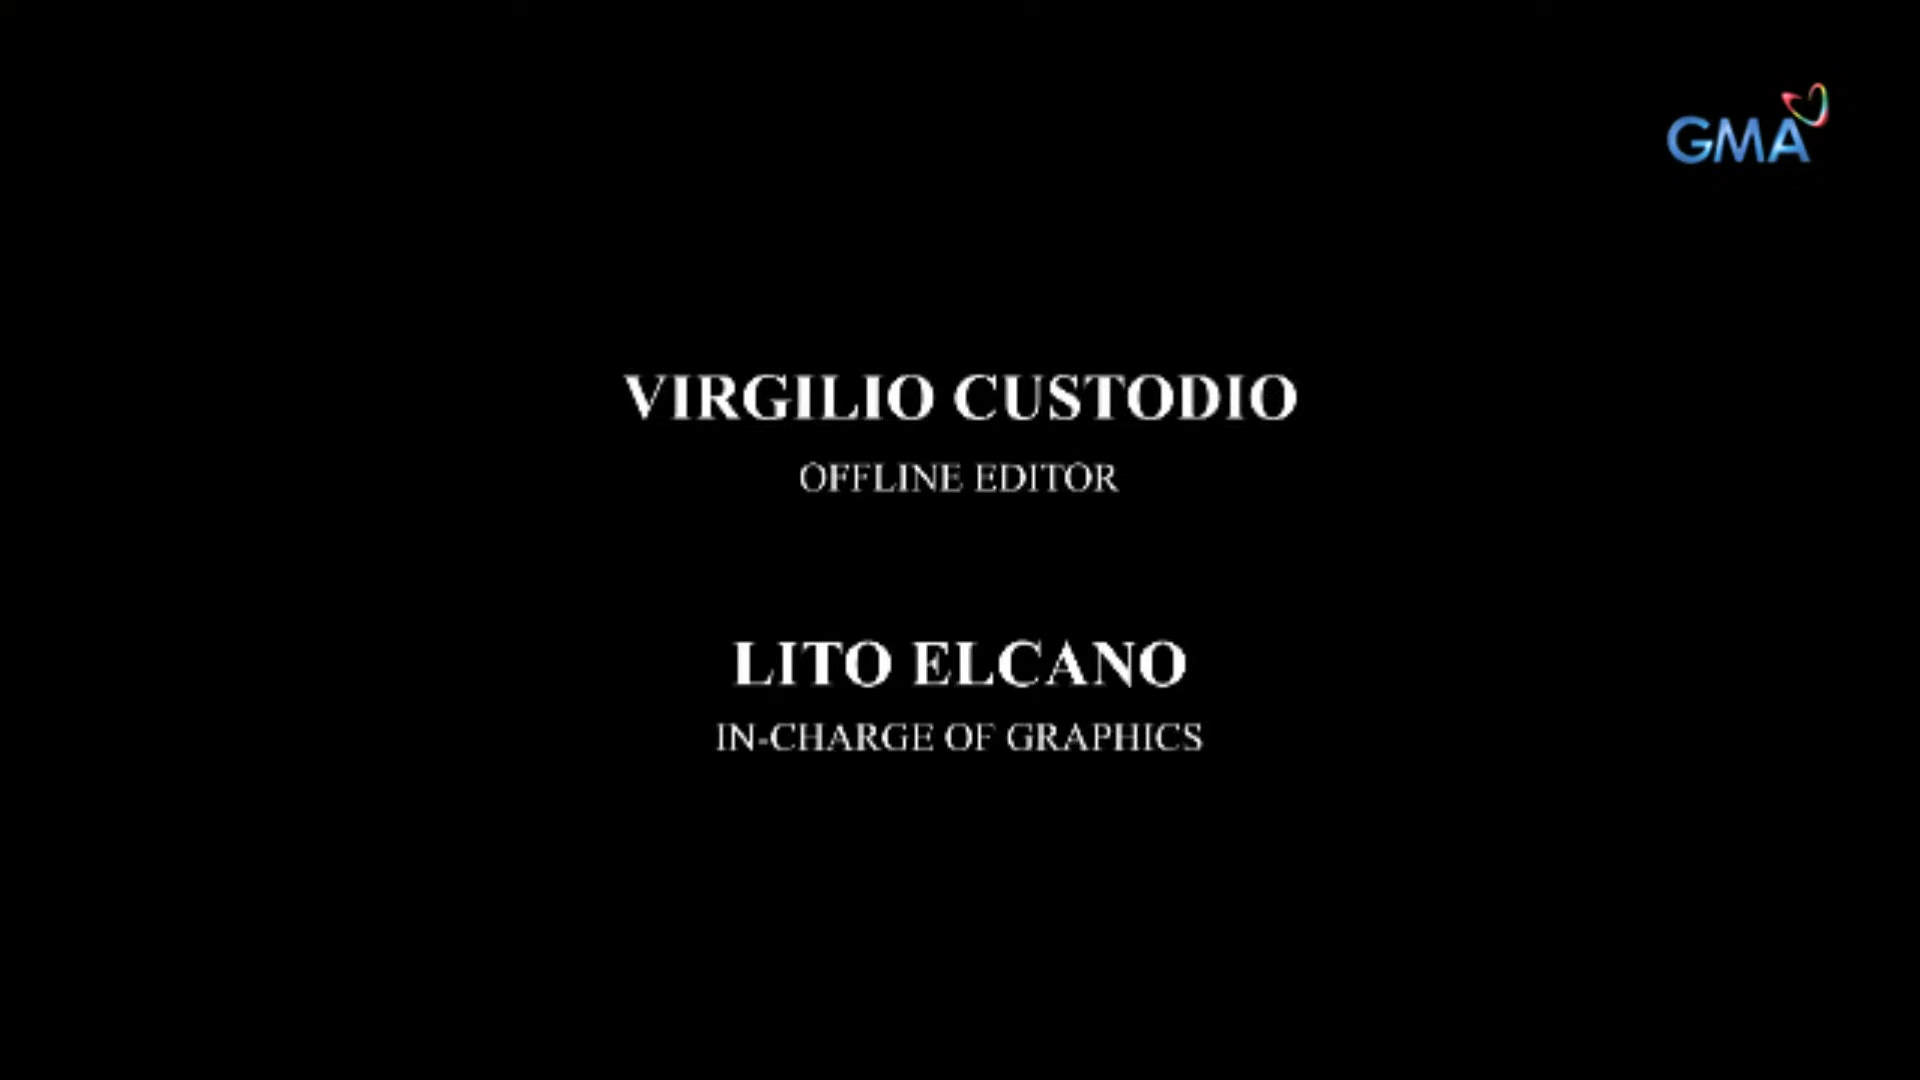 GMA
VIRGILIO CUSTODIO
OFFLINE EDITOR
LITO ELCANO
IN-CHARGE OF GRAPHICS